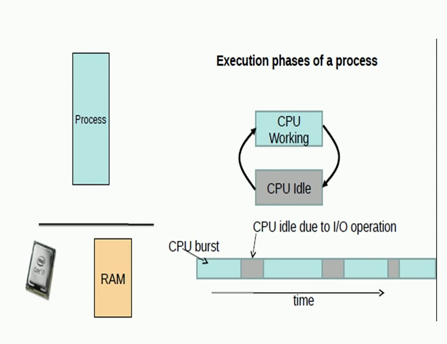 Execution phases of a process
Process
CPU
Working
CPU Idle
CPU idle due to I/O operation
CPU burst
RAM
time